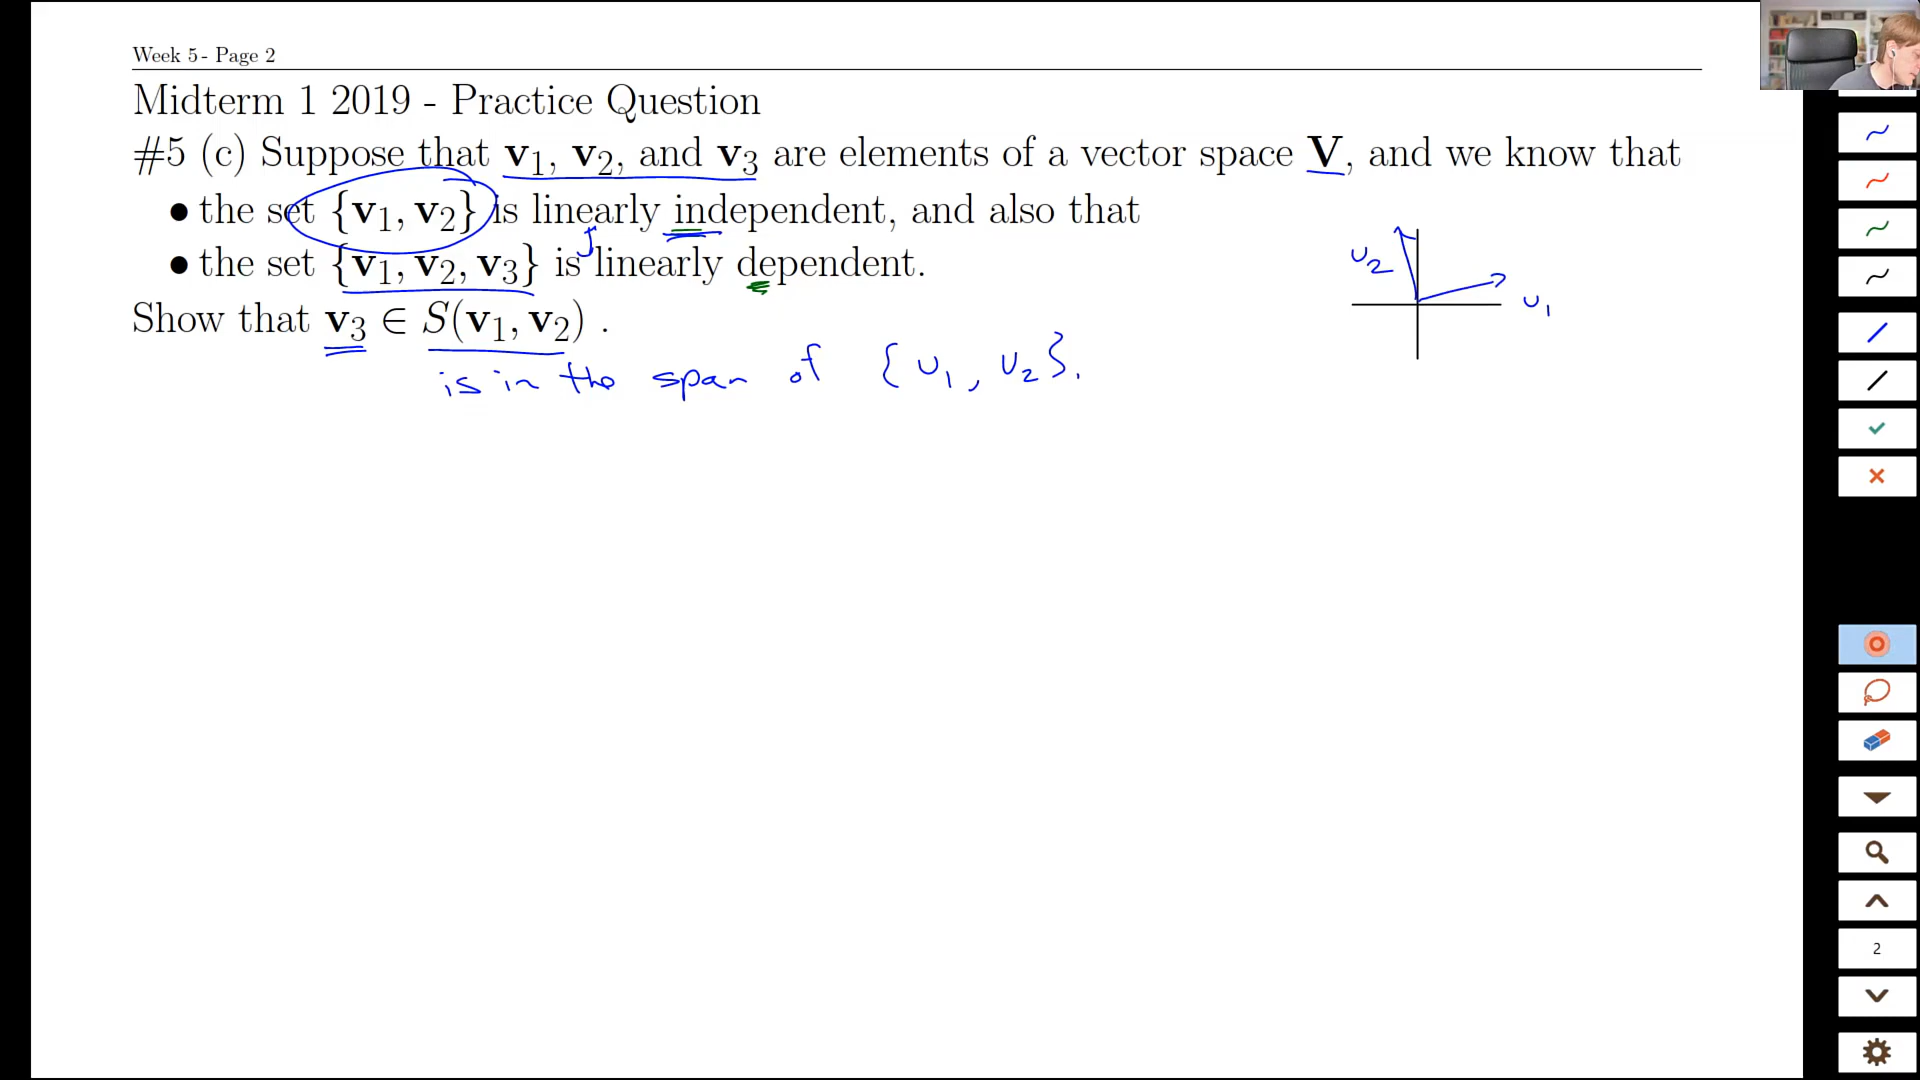 Week 5 - Page 2
Midterm 1 2019 - Practice Question
#5 (c) Suppose that v₁, v₂, and v₃ are elements of a vector space V, and we know that
• the set {v₁, v₂} is linearly independent, and also that
• the set {v₁, v₂, v₃} is linearly dependent.
Show that v₃ ∈ S(v₁, v₂) .
is in the span of {v₁, v₂}.
v₂
v₁
2